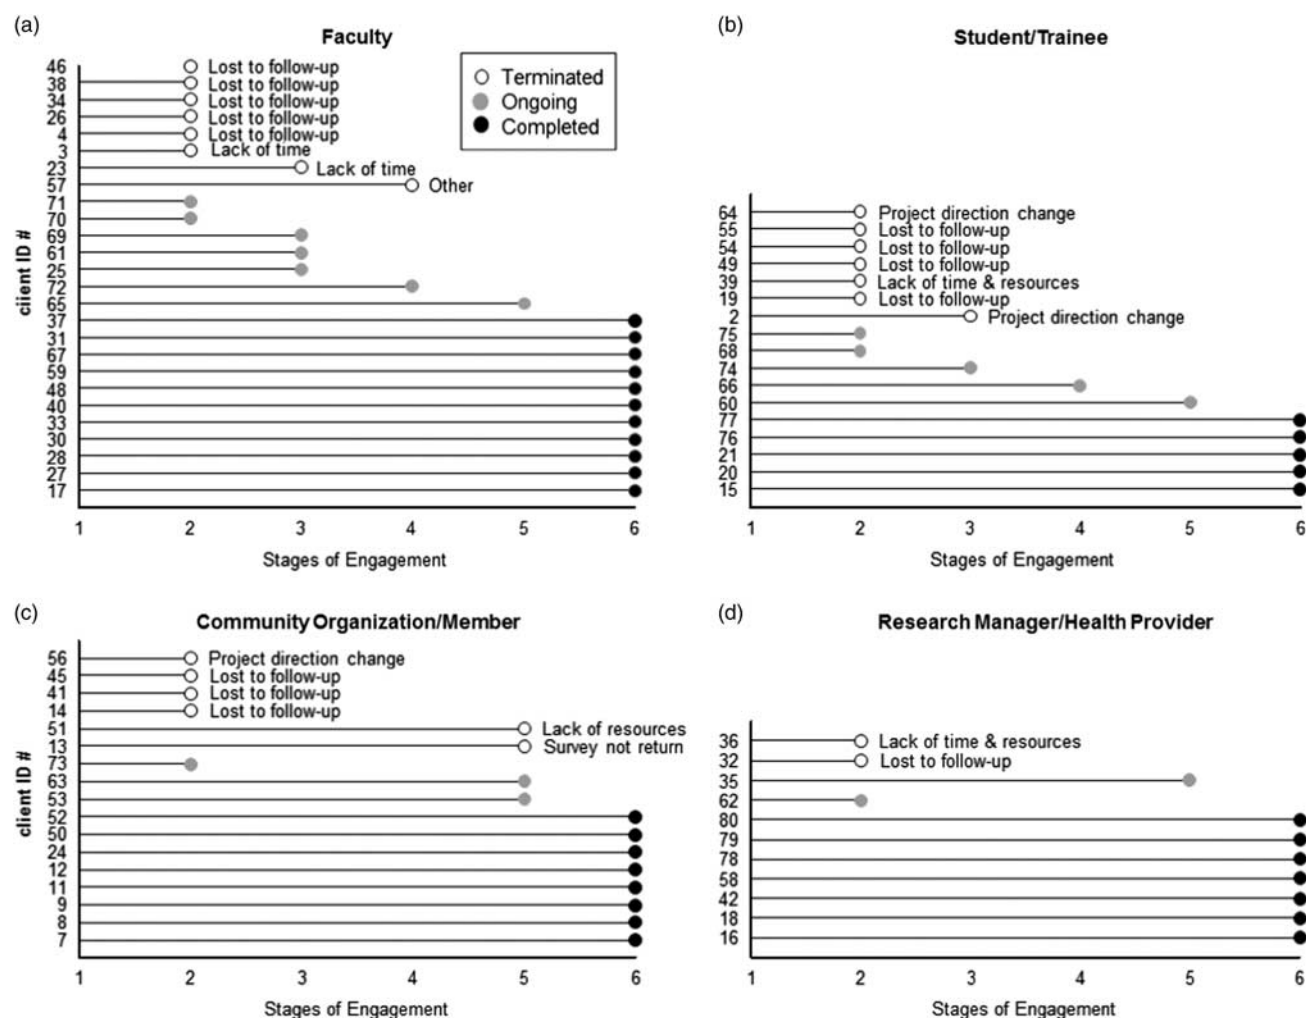 (a)
Faculty
46 Lost to follow-up
38 Lost to follow-up
34 Lost to follow-up
26 Lost to follow-up
4 Lost to follow-up
3 Lack of time
23 Lack of time
57 Other
71
70
69
61
25
72
65
37
31
67
59
48
40
33
30
28
27
17
client ID #
1 2 3 4 5 6
Stages of Engagement
Terminated
Ongoing
Completed
(b)
Student/Trainee
64 Project direction change
55 Lost to follow-up
54 Lost to follow-up
49 Lost to follow-up
39 Lack of time & resources
19 Lost to follow-up
2 Project direction change
75
68
74
66
60
77
76
21
20
15
1 2 3 4 5 6
Stages of Engagement
(c)
Community Organization/Member
56 Project direction change
45 Lost to follow-up
41 Lost to follow-up
14 Lost to follow-up
51 Lack of resources
13 Survey not return
73
63
53
52
50
24
12
11
9
8
7
client ID #
1 2 3 4 5 6
Stages of Engagement
(d)
Research Manager/Health Provider
36 Lack of time & resources
32 Lost to follow-up
35
62
80
79
78
58
42
18
16
1 2 3 4 5 6
Stages of Engagement